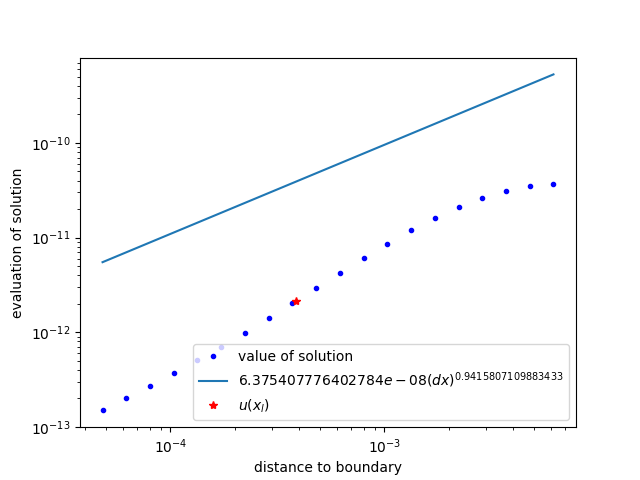 evaluation of solution
10⁻¹⁰
10⁻¹¹
10⁻¹²
10⁻¹³
value of solution
6.375407776402784e − 08(dx)^0.9415807109883433
u(x_l)
10⁻⁴
10⁻³
distance to boundary